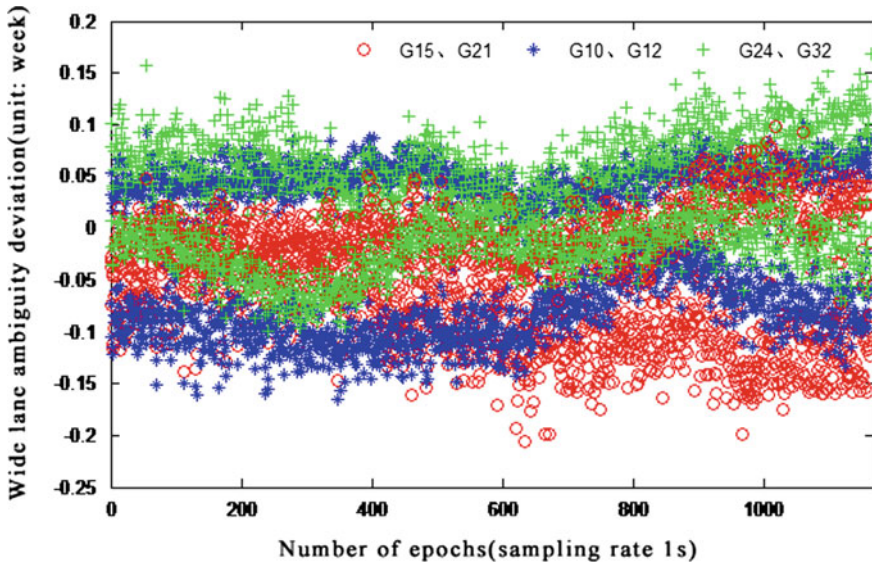 Wide lane ambiguity deviation(unit: week)
0.2
0.15
0.1
0.05
0
-0.05
-0.1
-0.15
-0.2
-0.25
G15、G21
G10、G12
G24、G32
0 200 400 600 800 1000
Number of epochs(sampling rate 1s)